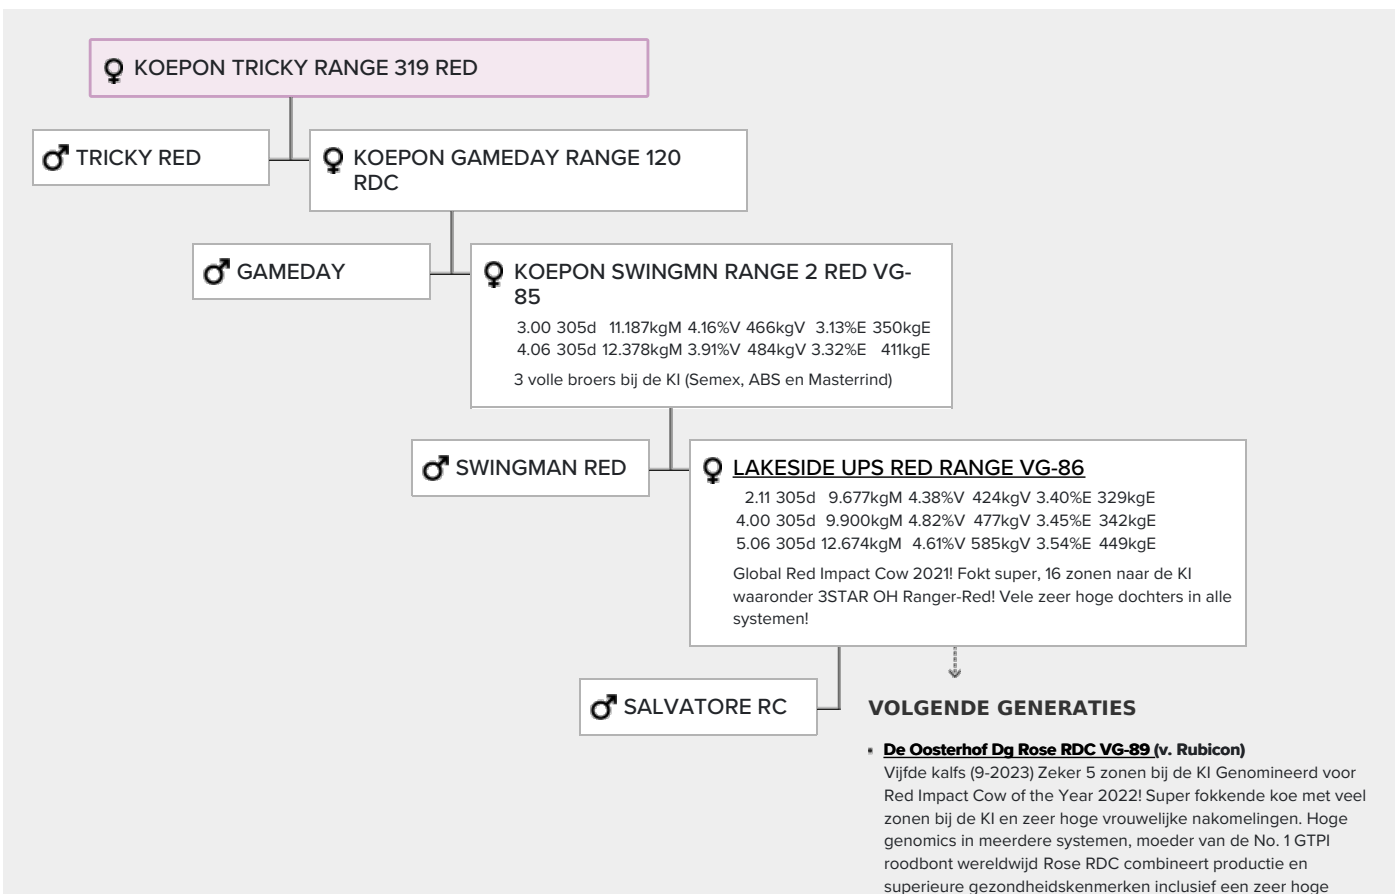 KOEPON TRICKY RANGE 319 RED
TRICKY RED
KOEPON GAMEDAY RANGE 120
RDC
GAMEDAY
KOEPON SWINGMN RANGE 2 RED VG-
85
3.00 305d 11.187kgM 4.16%V 466kgV 3.13%E 350kgE
4.06 305d 12.378kgM 3.91%V 484kgV 3.32%E 411kgE
3 volle broers bij de KI (Semex, ABS en Masterrind)
SWINGMAN RED
LAKESIDE UPS RED RANGE VG-86
2.11 305d 9.677kgM 4.38%V 424kgV 3.40%E 329kgE
4.00 305d 9.900kgM 4.82%V 477kgV 3.45%E 342kgE
5.06 305d 12.674kgM 4.61%V 585kgV 3.54%E 449kgE
Global Red Impact Cow 2021! Fokt super, 16 zonen naar de KI
waaronder 3STAR OH Ranger-Red! Vele zeer hoge dochters in alle
systemen!
SALVATORE RC
VOLGENDE GENERATIES
De Oosterhof Dg Rose RDC VG-89 (v. Rubicon)
Vijfde kalfs (9-2023) Zeker 5 zonen bij de KI Genomineerd voor
Red Impact Cow of the Year 2022! Super fokkende koe met veel
zonen bij de KI en zeer hoge vrouwelijke nakomelingen. Hoge
genomics in meerdere systemen, moeder van de No. 1 GTPI
roodbont wereldwijd Rose RDC combineert productie en
superieure gezondheidskenmerken inclusief een zeer hoge